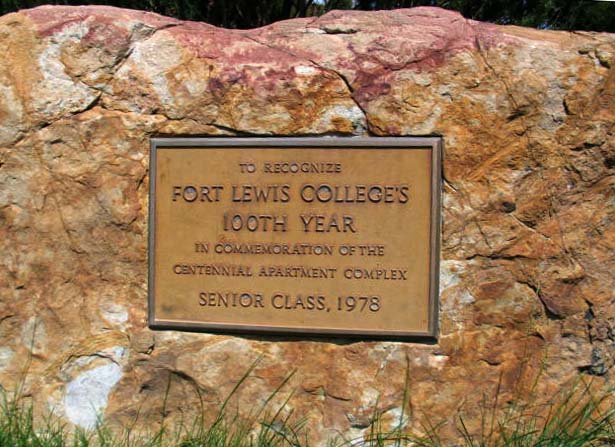 TO RECOGNIZE
FORT LEWIS COLLEGE'S
100TH YEAR
IN COMMEMORATION OF THE
CENTENNIAL APARTMENT COMPLEX
SENIOR CLASS, 1978